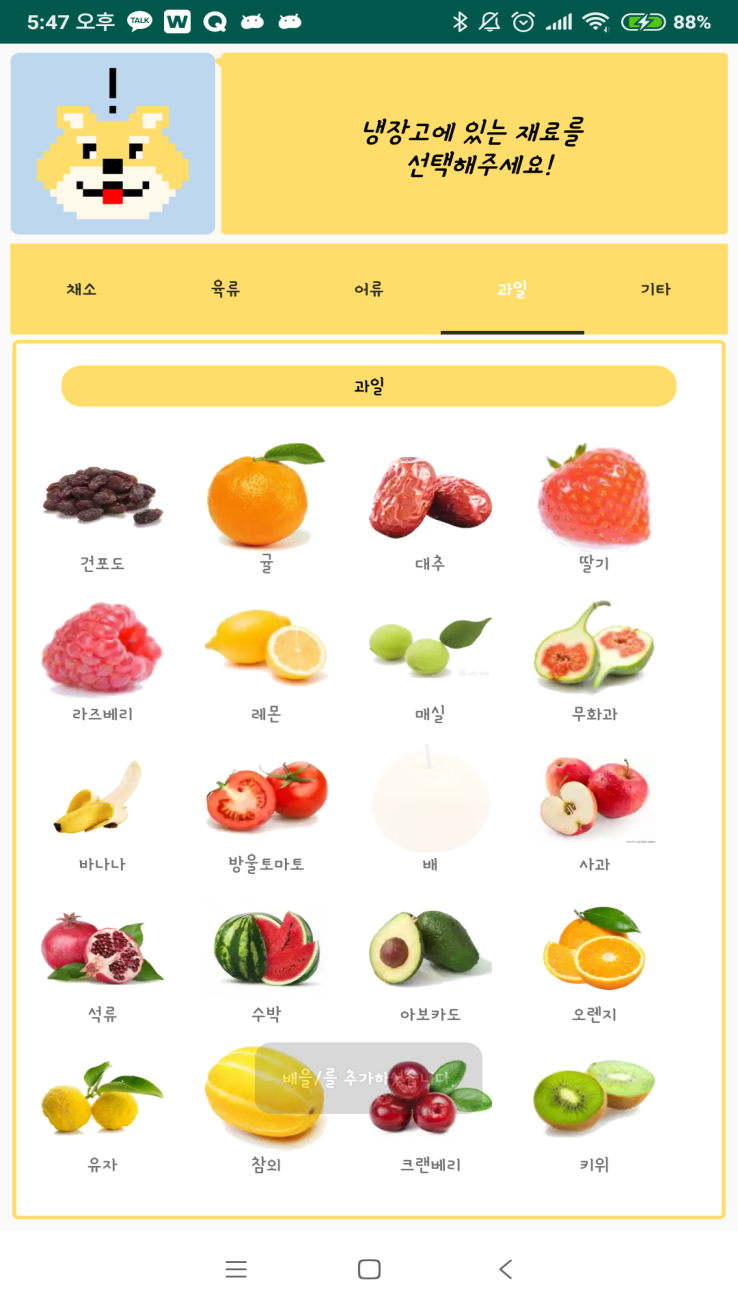 5:47 오후 TALK W Q 88%
!
냉장고에 있는 재료를
선택해주세요!
채소 육류 어류 과일 기타
과일
건포도 귤 대추 딸기
라즈베리 레몬 매실 무화과
바나나 방울토마토 배 사과
석류 수박 아보카도 오렌지
배을/를 추가하셨습니다.
유자 참외 크랜베리 키위